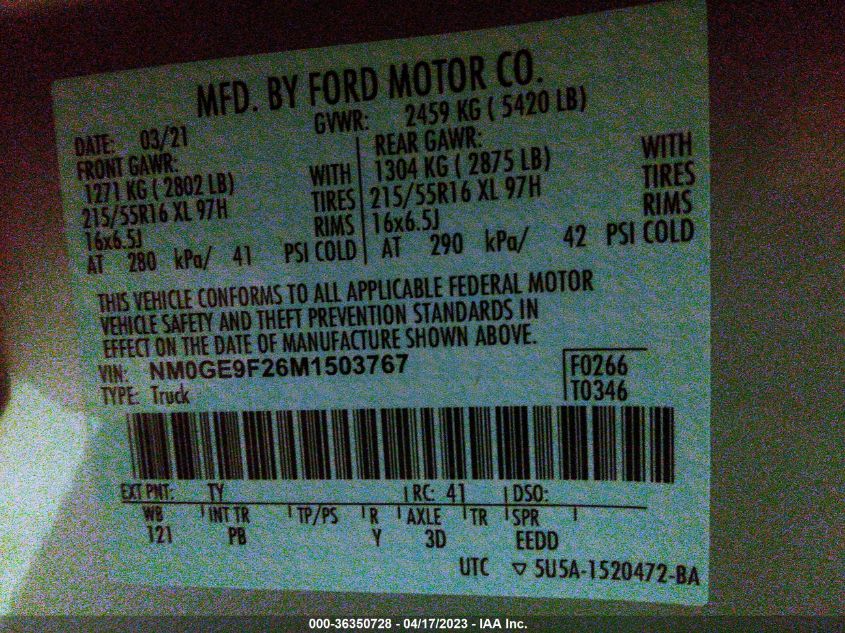 MFD. BY FORD MOTOR CO.
DATE: 03/21 GVWR: 2459 KG ( 5420 LB)
FRONT GAWR: REAR GAWR:
1271 KG ( 2802 LB) WITH 1304 KG ( 2875 LB) WITH
215/55R16 XL 97H TIRES 215/55R16 XL 97H TIRES
16x6.5J RIMS 16x6.5J RIMS
AT 280 kPa/ 41 PSI COLD AT 290 kPa/ 42 PSI COLD
THIS VEHICLE CONFORMS TO ALL APPLICABLE FEDERAL MOTOR
VEHICLE SAFETY AND THEFT PREVENTION STANDARDS IN
EFFECT ON THE DATE OF MANUFACTURE SHOWN ABOVE.
VIN: NM0GE9F26M1503767 F0266
TYPE: Truck T0346
EXT PNT: TY RC: 41 DSO:
WB INT TR TP/PS R AXLE TR SPR
121 PB Y 3D EEDD
UTC ▽ 5U5A-1520472-BA
000-36350728 - 04/17/2023 - IAA Inc.